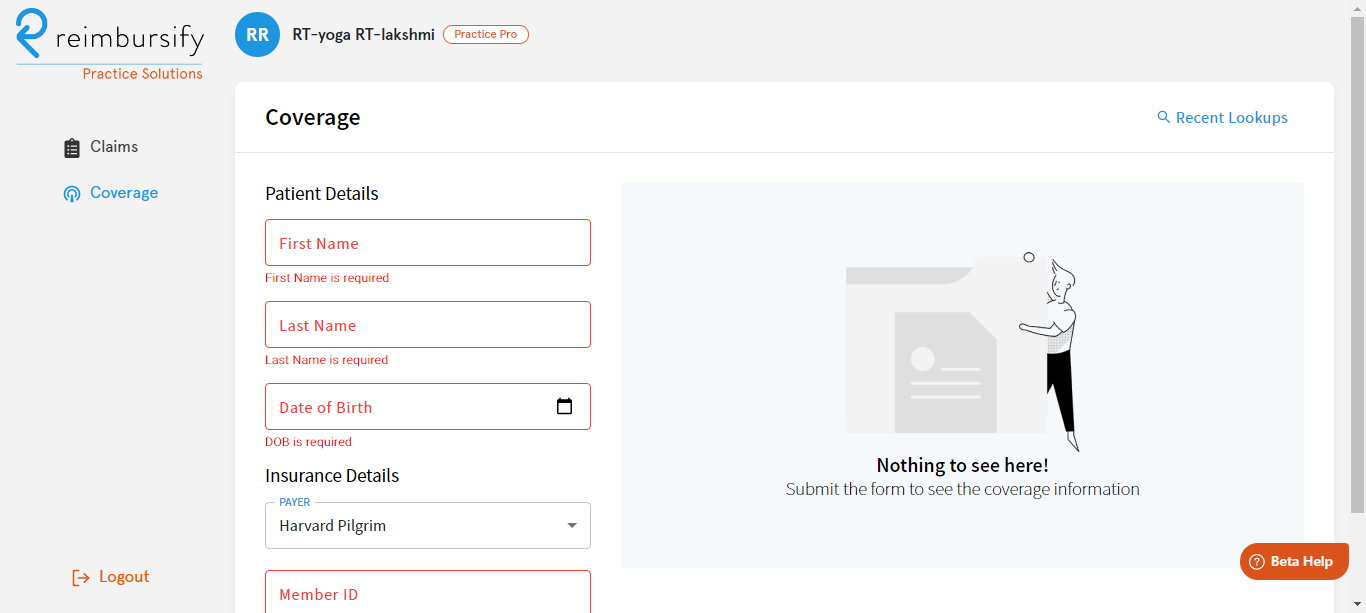 reimbursify
Practice Solutions
RR
RT-yoga RT-lakshmi
Practice Pro
Claims
Coverage
Logout
Coverage
Recent Lookups
Patient Details
First Name
First Name is required
Last Name
Last Name is required
Date of Birth
DOB is required
Insurance Details
PAYER
Harvard Pilgrim
Member ID
Nothing to see here!
Submit the form to see the coverage information
? Beta Help